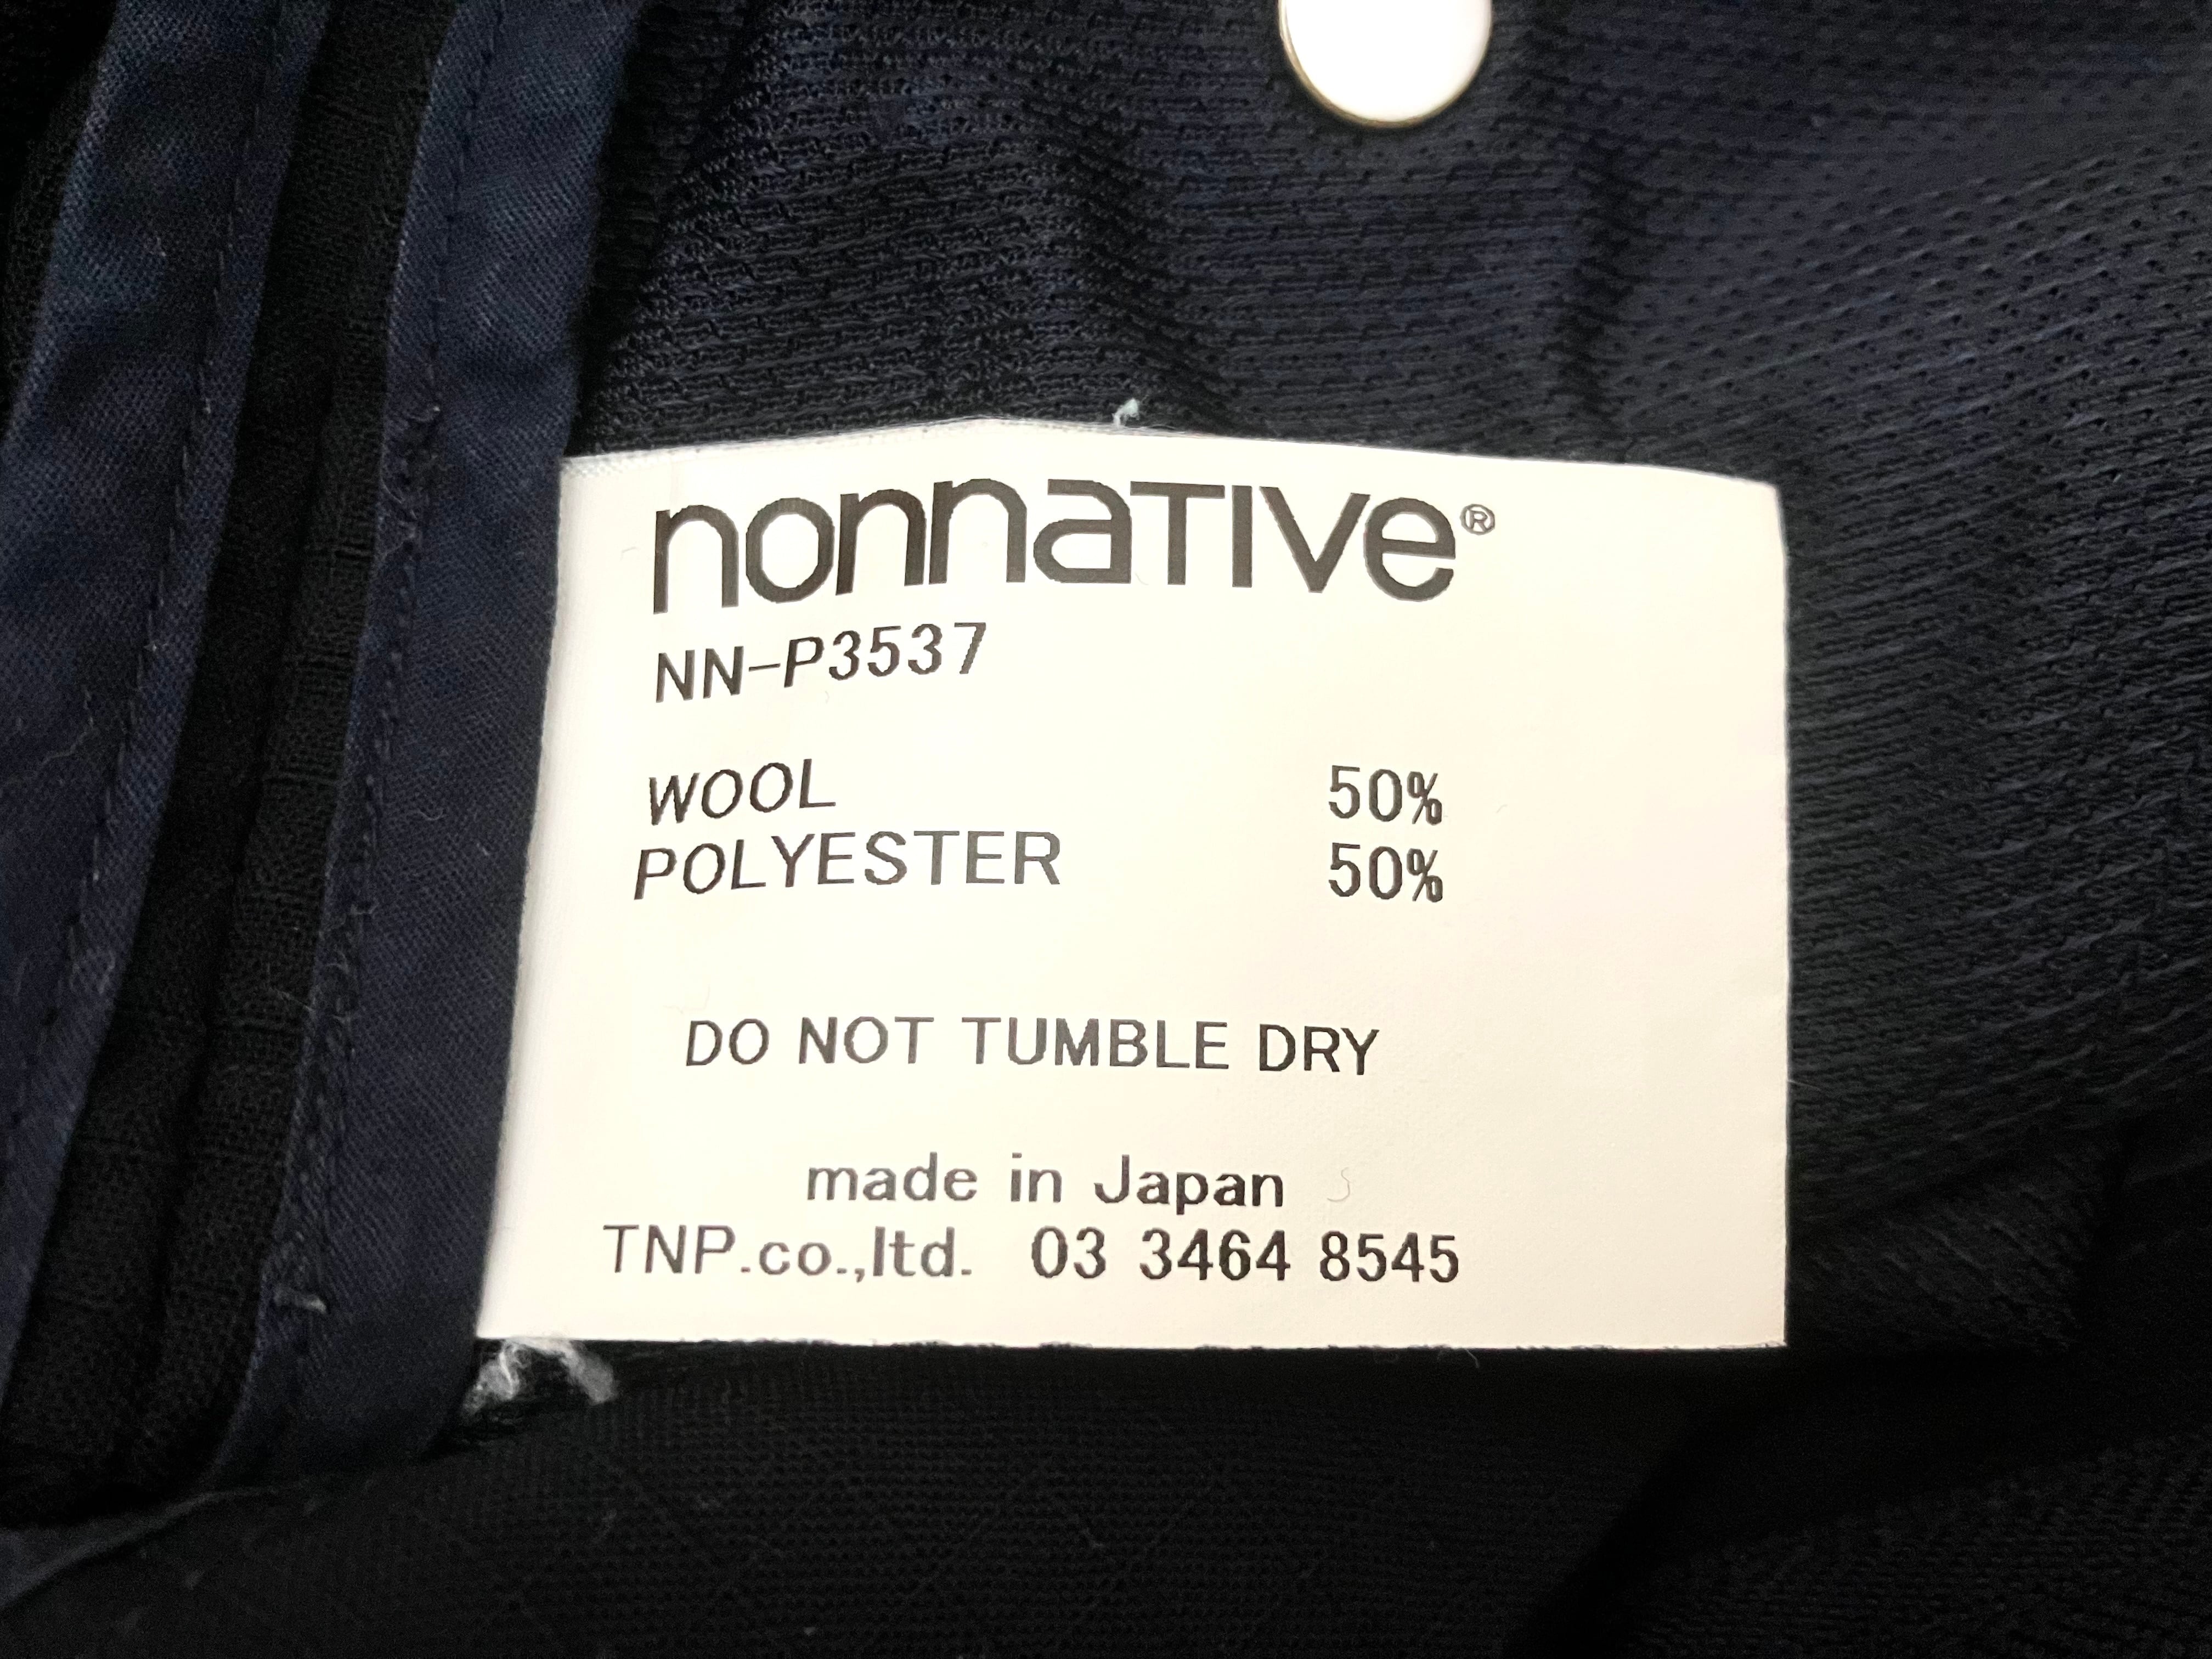 nonnaTIVe®
NN-P3537
WOOL 50%
POLYESTER 50%
DO NOT TUMBLE DRY
made in Japan
TNP.co.,ltd. 03 3464 8545